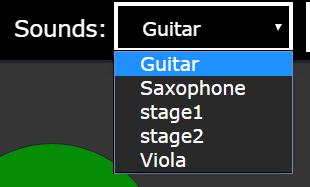 Sounds: Guitar
Guitar
Saxophone
stage1
stage2
Viola